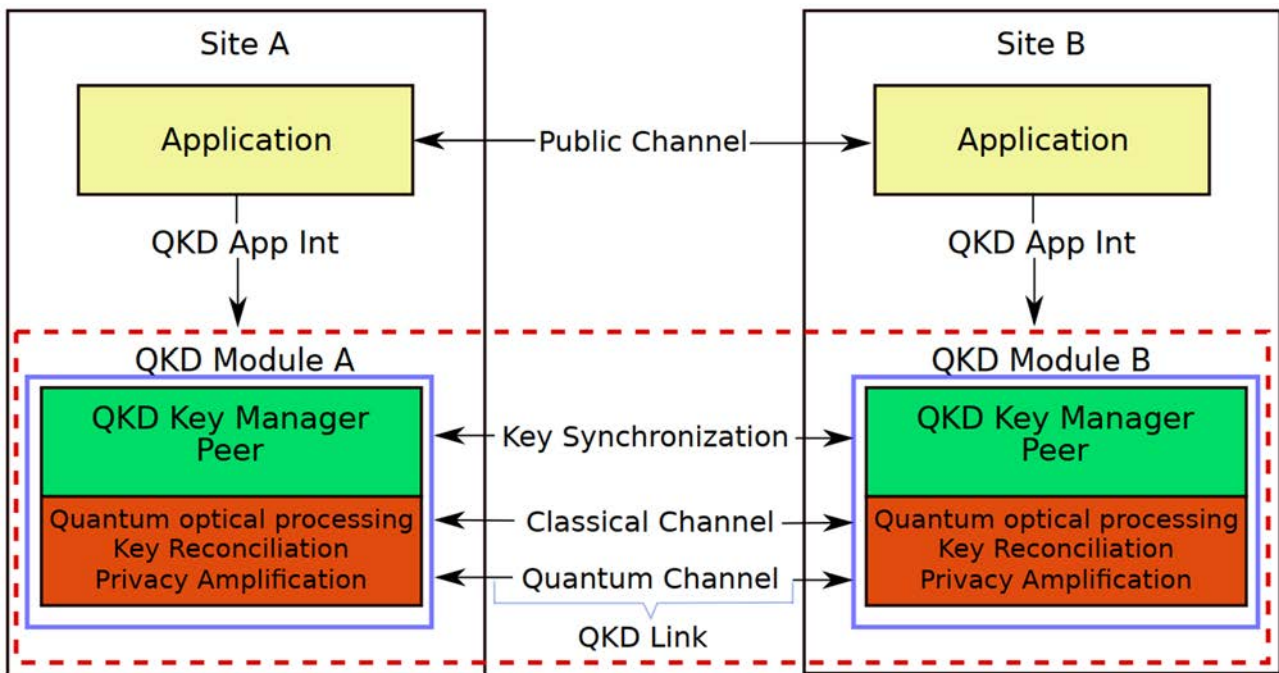 Site A
Site B
Application
Public Channel
Application
QKD App Int
QKD App Int
QKD Module A
QKD Module B
QKD Key Manager
Peer
Key Synchronization
QKD Key Manager
Peer
Quantum optical processing
Key Reconciliation
Privacy Amplification
Classical Channel
Quantum Channel
QKD Link
Quantum optical processing
Key Reconciliation
Privacy Amplification